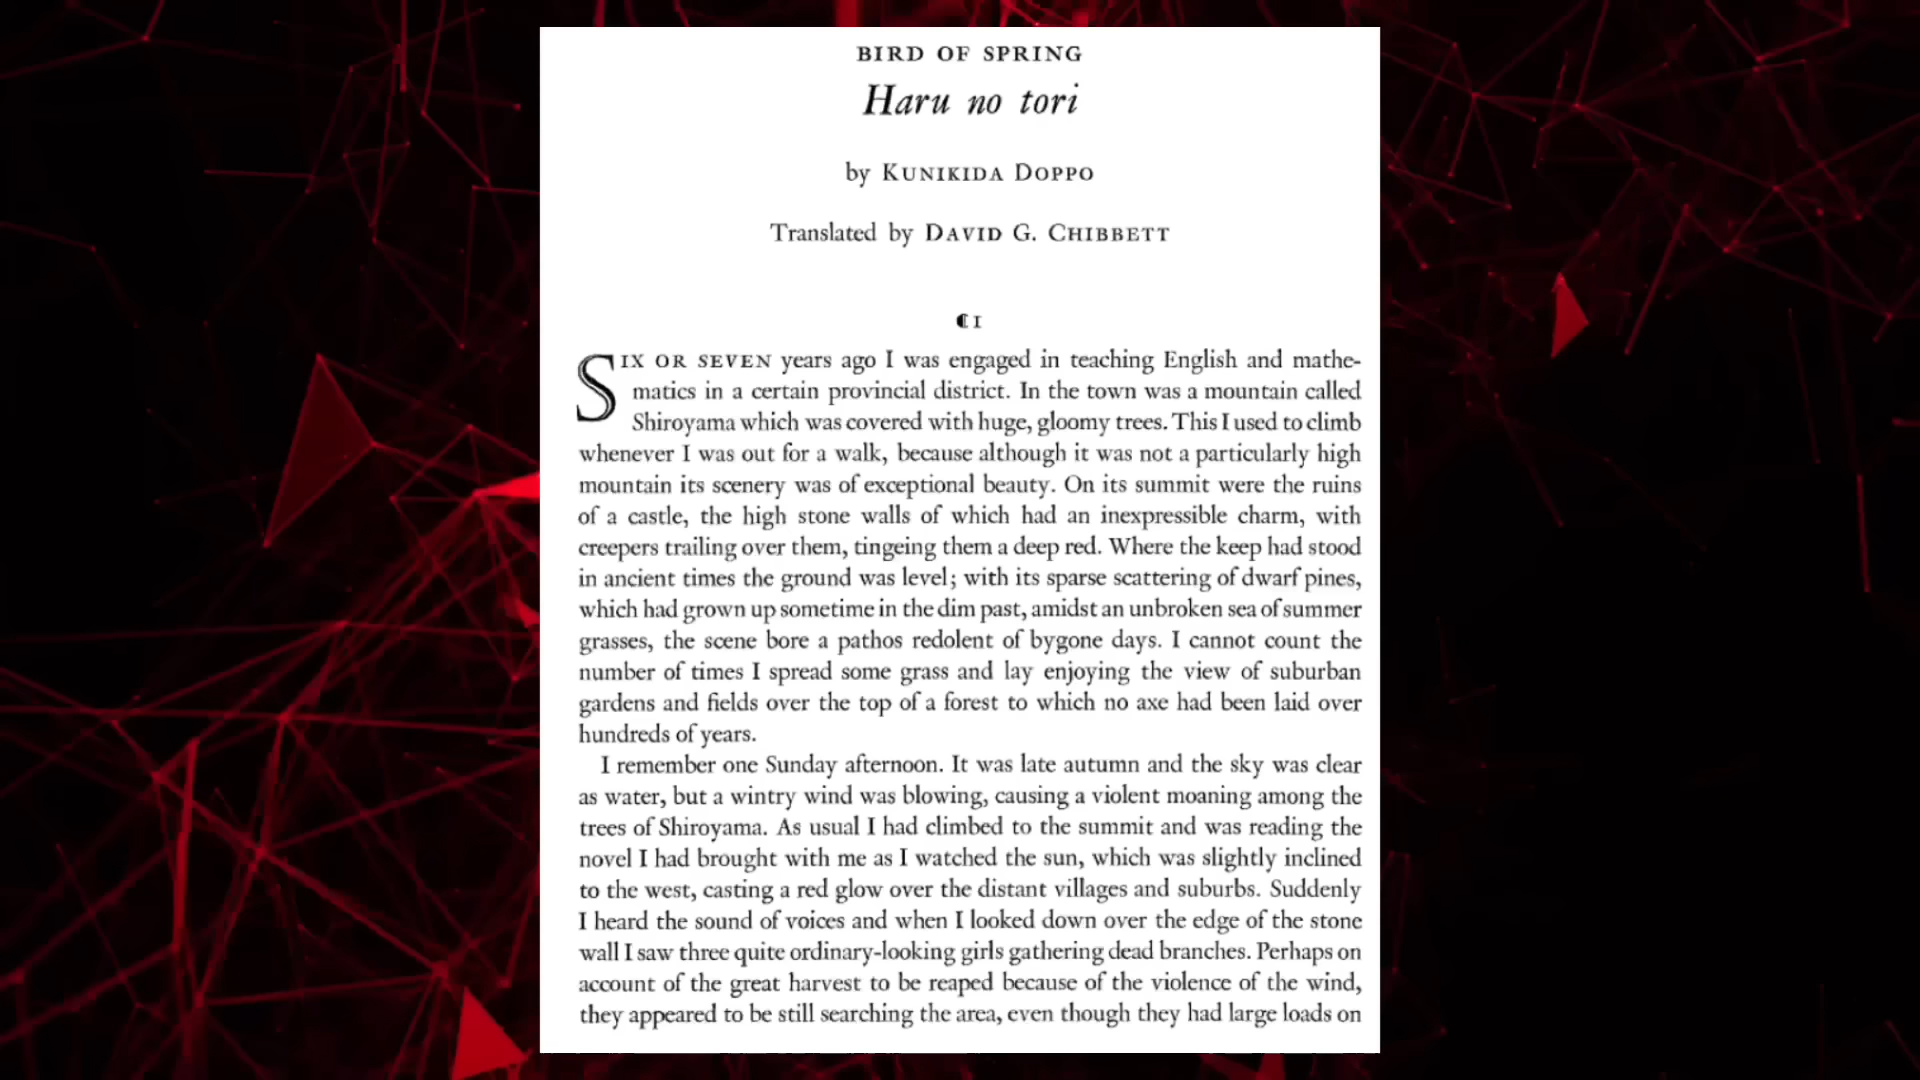 BIRD OF SPRING
Haru no tori
by KUNIKIDA DOPPO
Translated by DAVID G. CHIBBETT
¶I
SIX OR SEVEN years ago I was engaged in teaching English and mathe-
matics in a certain provincial district. In the town was a mountain called
Shiroyama which was covered with huge, gloomy trees. This I used to climb
whenever I was out for a walk, because although it was not a particularly high
mountain its scenery was of exceptional beauty. On its summit were the ruins
of a castle, the high stone walls of which had an inexpressible charm, with
creepers trailing over them, tingeing them a deep red. Where the keep had stood
in ancient times the ground was level; with its sparse scattering of dwarf pines,
which had grown up sometime in the dim past, amidst an unbroken sea of summer
grasses, the scene bore a pathos redolent of bygone days. I cannot count the
number of times I spread some grass and lay enjoying the view of suburban
gardens and fields over the top of a forest to which no axe had been laid over
hundreds of years.
I remember one Sunday afternoon. It was late autumn and the sky was clear
as water, but a wintry wind was blowing, causing a violent moaning among the
trees of Shiroyama. As usual I had climbed to the summit and was reading the
novel I had brought with me as I watched the sun, which was slightly inclined
to the west, casting a red glow over the distant villages and suburbs. Suddenly
I heard the sound of voices and when I looked down over the edge of the stone
wall I saw three quite ordinary-looking girls gathering dead branches. Perhaps on
account of the great harvest to be reaped because of the violence of the wind,
they appeared to be still searching the area, even though they had large loads on